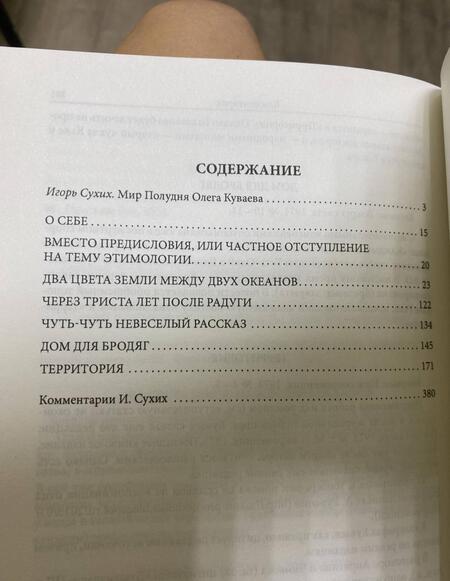 СОДЕРЖАНИЕ
Игорь Сухих. Мир Полудня Олега Куваева 3
О СЕБЕ 15
ВМЕСТО ПРЕДИСЛОВИЯ, ИЛИ ЧАСТНОЕ ОТСТУПЛЕНИЕ
НА ТЕМУ ЭТИМОЛОГИИ. 20
ДВА ЦВЕТА ЗЕМЛИ МЕЖДУ ДВУХ ОКЕАНОВ. 23
ЧЕРЕЗ ТРИСТА ЛЕТ ПОСЛЕ РАДУГИ 122
ЧУТЬ-ЧУТЬ НЕВЕСЕЛЫЙ РАССКАЗ 134
ДОМ ДЛЯ БРОДЯГ 145
ТЕРРИТОРИЯ 171
Комментарии И. Сухих 380